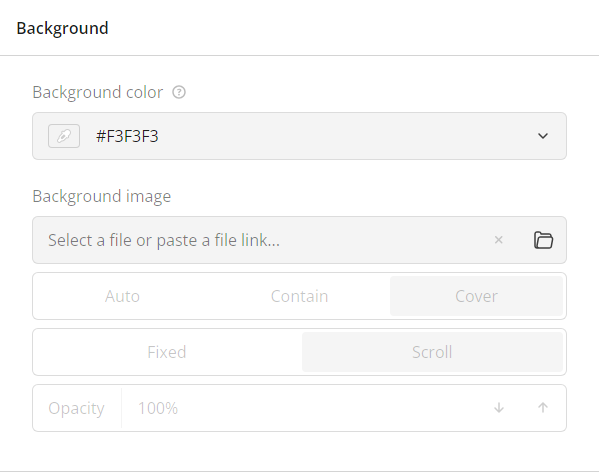 Background
Background color
#F3F3F3
Background image
Select a file or paste a file link...
Auto Contain Cover
Fixed Scroll
Opacity 100%